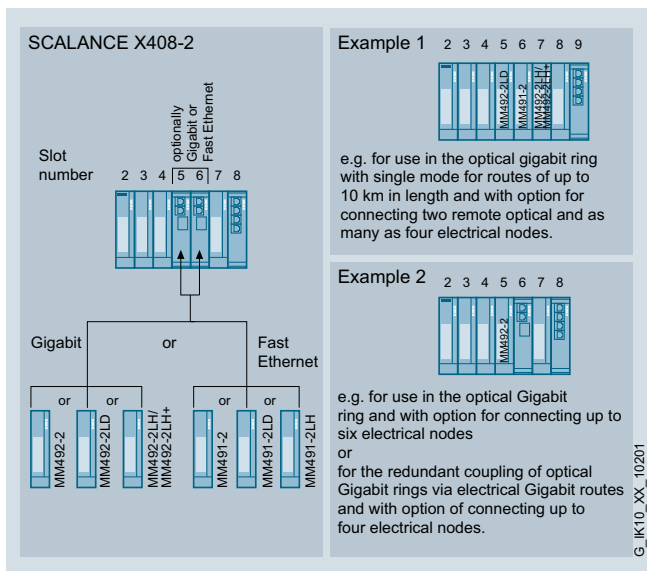 SCALANCE X408-2
optionally
Gigabit or
Fast Ethernet
Slot
number
2 3 4 5 6 7 8
Gigabit
or
Fast
Ethernet
or or
or or
MM492-2
MM492-2LD
MM492-2LH/
MM492-2LH+
MM491-2
MM491-2LD
MM491-2LH
Example 1
2 3 4 5 6 7 8 9
MM492-2LD
MM491-2
MM492-2LH/
MM492-2LH+
e.g. for use in the optical gigabit ring
with single mode for routes of up to
10 km in length and with option for
connecting two remote optical and as
many as four electrical nodes.
Example 2
2 3 4 5 6 7 8
MM492-2
e.g. for use in the optical Gigabit
ring and with option for connecting up to
six electrical nodes
or
for the redundant coupling of optical
Gigabit rings via electrical Gigabit routes
and with option of connecting up to
four electrical nodes.
G_IK10_XX_10201